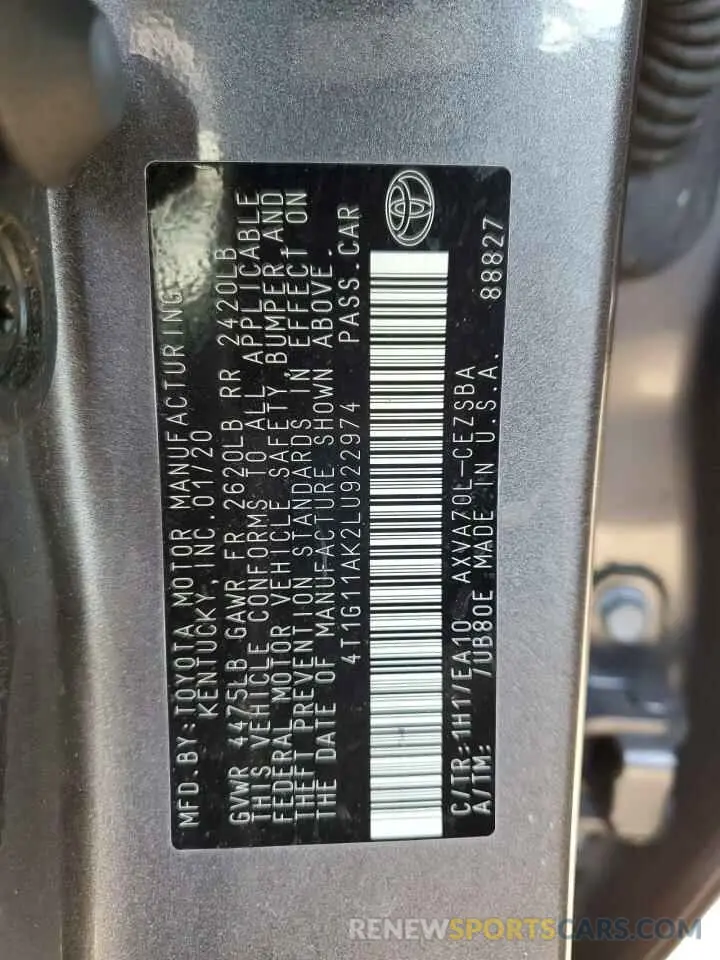 MFD.BY:TOYOTA MOTOR MANUFACTURING
KENTUCKY, INC. 01/20
GVWR 4475LB GAWR FR 2620LB RR 2420LB
THIS VEHICLE CONFORMS TO ALL APPLICABLE
FEDERAL MOTOR VEHICLE SAFETY, BUMPER, AND
THEFT PREVENTION STANDARDS IN EFFECT ON
THE DATE OF MANUFACTURE SHOWN ABOVE.
4T1G11AK2LU922974 PASS.CAR
C/TR:1H1/EA10 AXVA70L-CEZSBA
A/TM: /UB80E MADE IN U.S.A. 88827
RENEWSPORTSCARS.COM